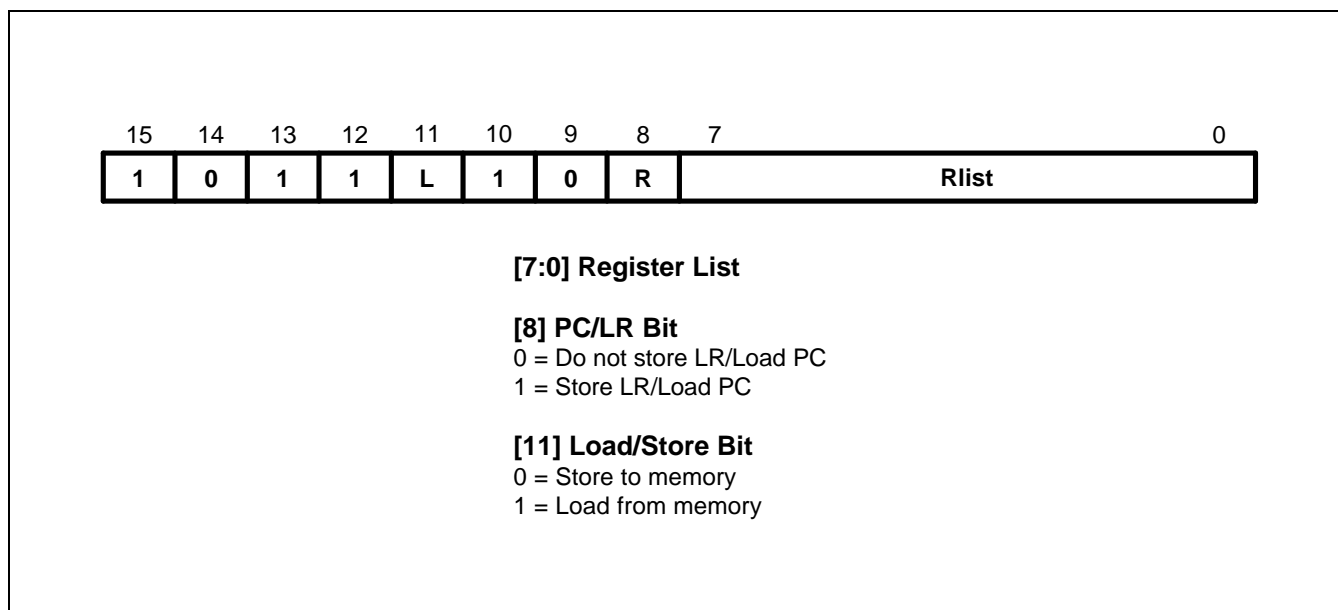 15 14 13 12 11 10 9 8 7 0
1 0 1 1 L 1 0 R Rlist
[7:0] Register List
[8] PC/LR Bit
0 = Do not store LR/Load PC
1 = Store LR/Load PC
[11] Load/Store Bit
0 = Store to memory
1 = Load from memory